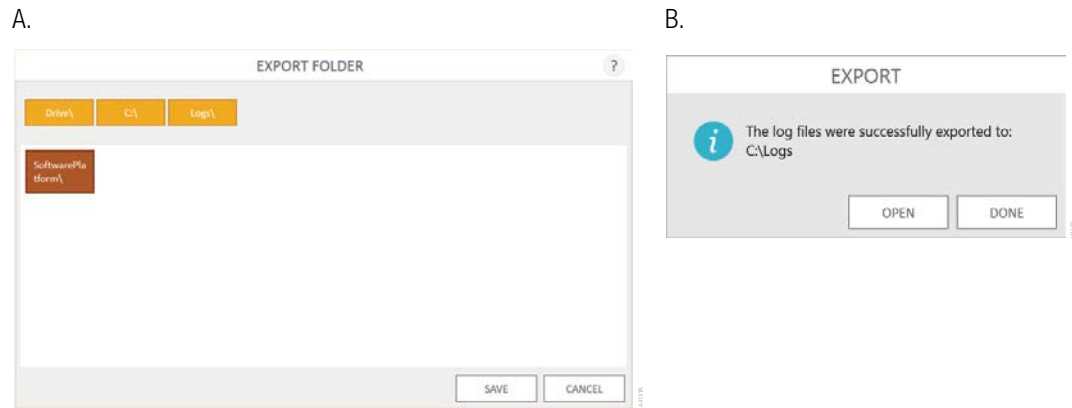 A.
B.
EXPORT FOLDER
?
Drive\ C:\ Logs\
SoftwarePla
tform\
SAVE CANCEL
EXPORT
i
The log files were successfully exported to:
C:\Logs
OPEN DONE